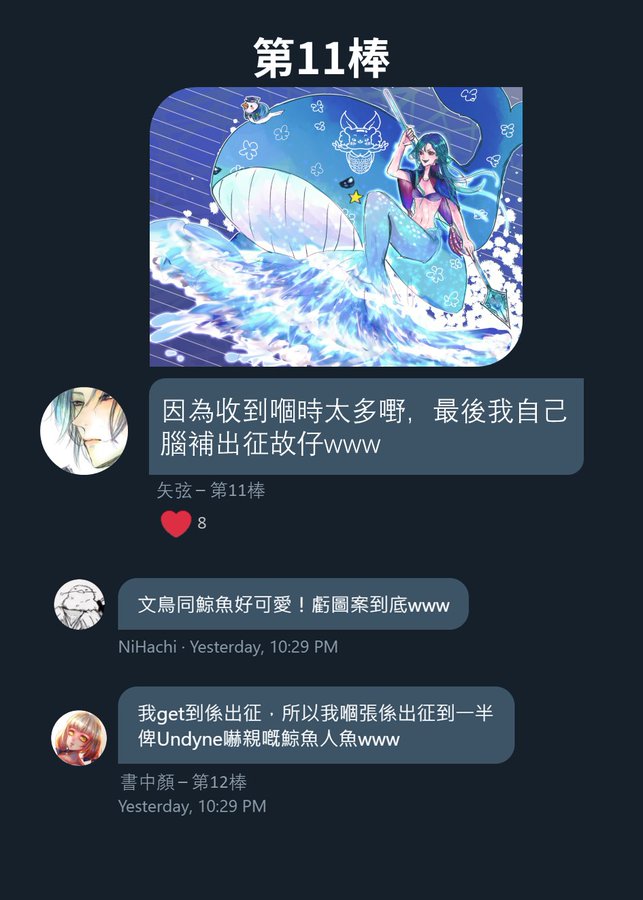 第11棒
因為收到嗰時太多嘢，最後我自己
腦補出征故仔www
矢弦 – 第11棒
8
文鳥同鯨魚好可愛！虧圖案到底www
NiHachi · Yesterday, 10:29 PM
我get到係出征，所以我嗰張係出征到一半
俾Undyne嚇親嘅鯨魚人魚www
書中顏 – 第12棒
Yesterday, 10:29 PM